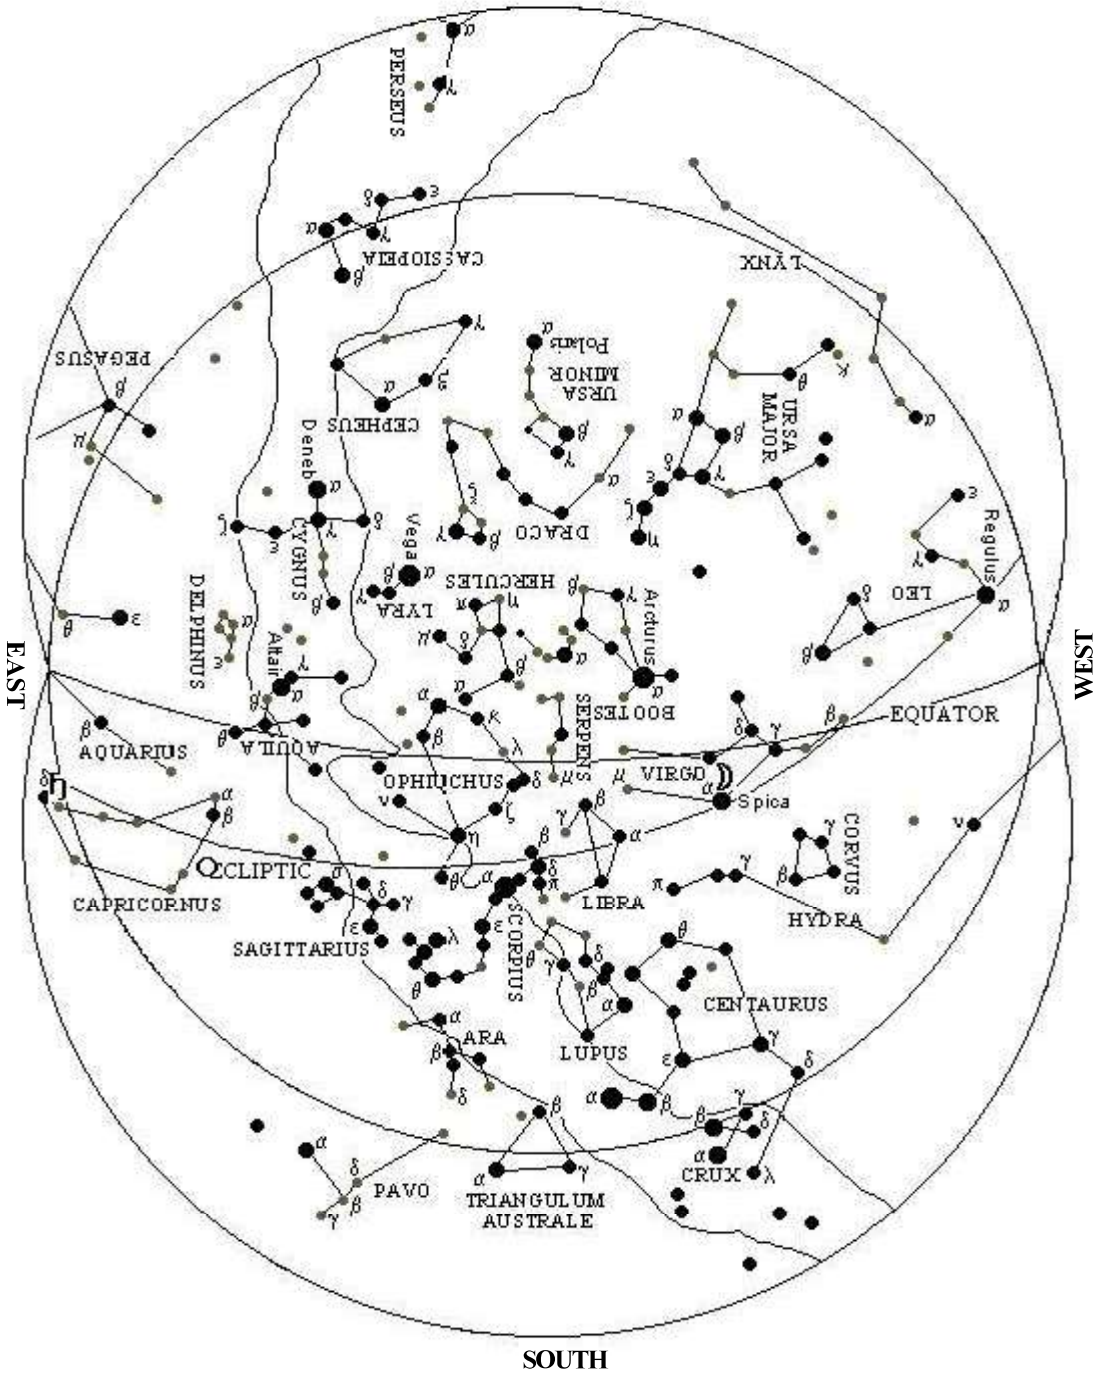 α
PERSEUS
γ
δ
ε
α
γ
CASSIOPEIA
β
LYNX
PEGASUS
β
μ
γ
ζ
α
CEPHEUS
α
Polaris
URSA
MINOR
β
γ
κ
θ
URSA
MAJOR
α
β
δ
γ
ε
ζ
η
α
Deneb
α
ζ
ε
γ
δ
CYGNUS
β
Vega
α
β
γ
LYRA
ξ
γ
β
DRACO
α
HERCULES
η
π
μ
δ
β
α
β
γ
Arcturus
α
BOOTES
ε
Regulus
γ
α
LEO
δ
β
DELPHINUS
α
ε
θ
ε
Altair
γ
α
β
θ
AQUILA
EAST
WEST
β
AQUARIUS
α
β
κ
λ
OPHIUCHUS
ν
δ
ζ
η
θ
SERPENS
μ
μ
VIRGO
δ
γ
β
α
Spica
EQUATOR
δ
α
β
CAPRICORNUS
ECLIPTIC
β
γ
α
LIBRA
β
δ
π
α
SCORPIUS
ε
λ
θ
σ
δ
γ
ε
SAGITTARIUS
γ
β
CORVUS
ν
π
γ
HYDRA
θ
γ
δ
β
α
LUPUS
θ
CENTAURUS
γ
δ
ε
α
β
α
ARA
β
δ
γ
β
δ
α
CRUX
λ
β
α
γ
TRIANGULUM
AUSTRALE
α
δ
β
γ
PAVO
SOUTH